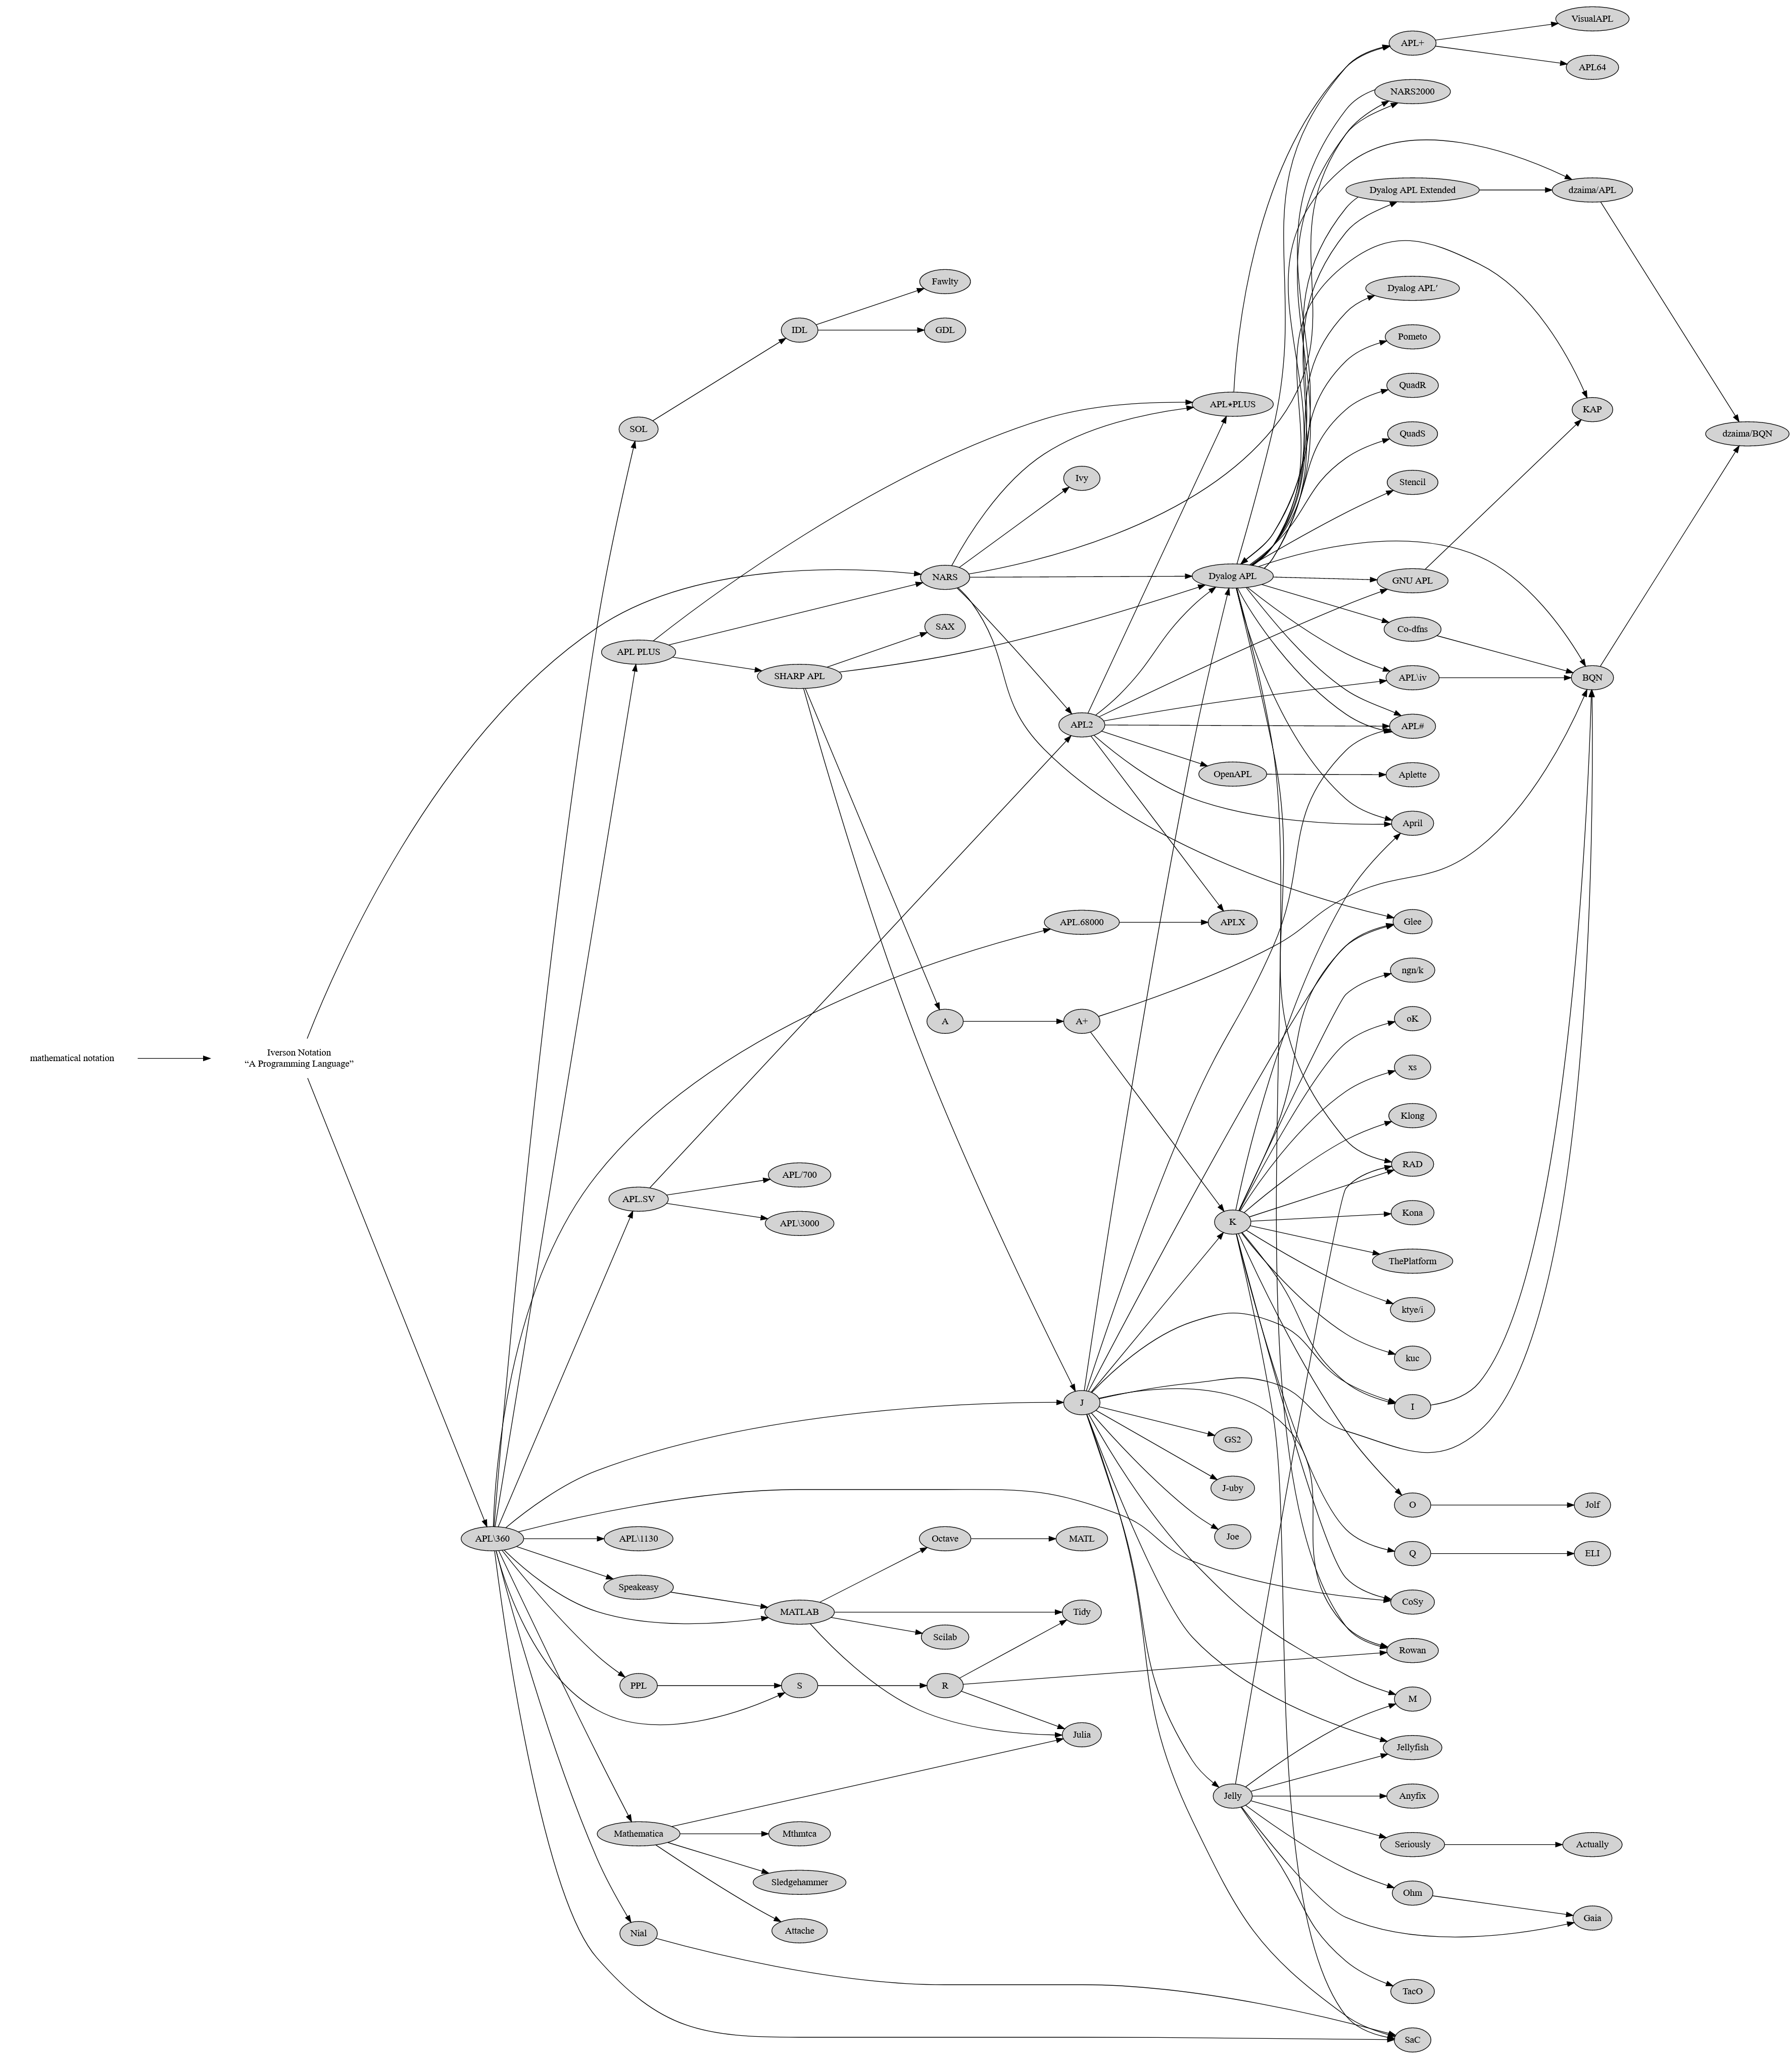 VisualAPL
APL+
APL64
NARS2000
Dyalog APL Extended
dzaima/APL
Fawlty
Dyalog APL'
IDL
GDL
Pometo
QuadR
APL⋆PLUS
KAP
SOL
QuadS
dzaima/BQN
Ivy
Stencil
NARS
Dyalog APL
GNU APL
SAX
Co-dfns
APL PLUS
SHARP APL
APL\iv
BQN
APL2
APL#
OpenAPL
Aplette
April
APL.68000
APLX
Glee
ngn/k
A
A+
oK
mathematical notation
Iverson Notation
“A Programming Language”
xs
Klong
APL/700
RAD
APL.SV
Kona
APL\3000
K
ThePlatform
ktye/i
kuc
J
I
GS2
J-uby
O
Jolf
APL\360
APL\1130
Octave
MATL
Joe
Q
ELI
Speakeasy
CoSy
MATLAB
Tidy
Scilab
Rowan
PPL
S
R
M
Julia
Jellyfish
Jelly
Anyfix
Mathematica
Mthmtca
Seriously
Actually
Sledgehammer
Ohm
Attache
Nial
Gaia
TacO
SaC